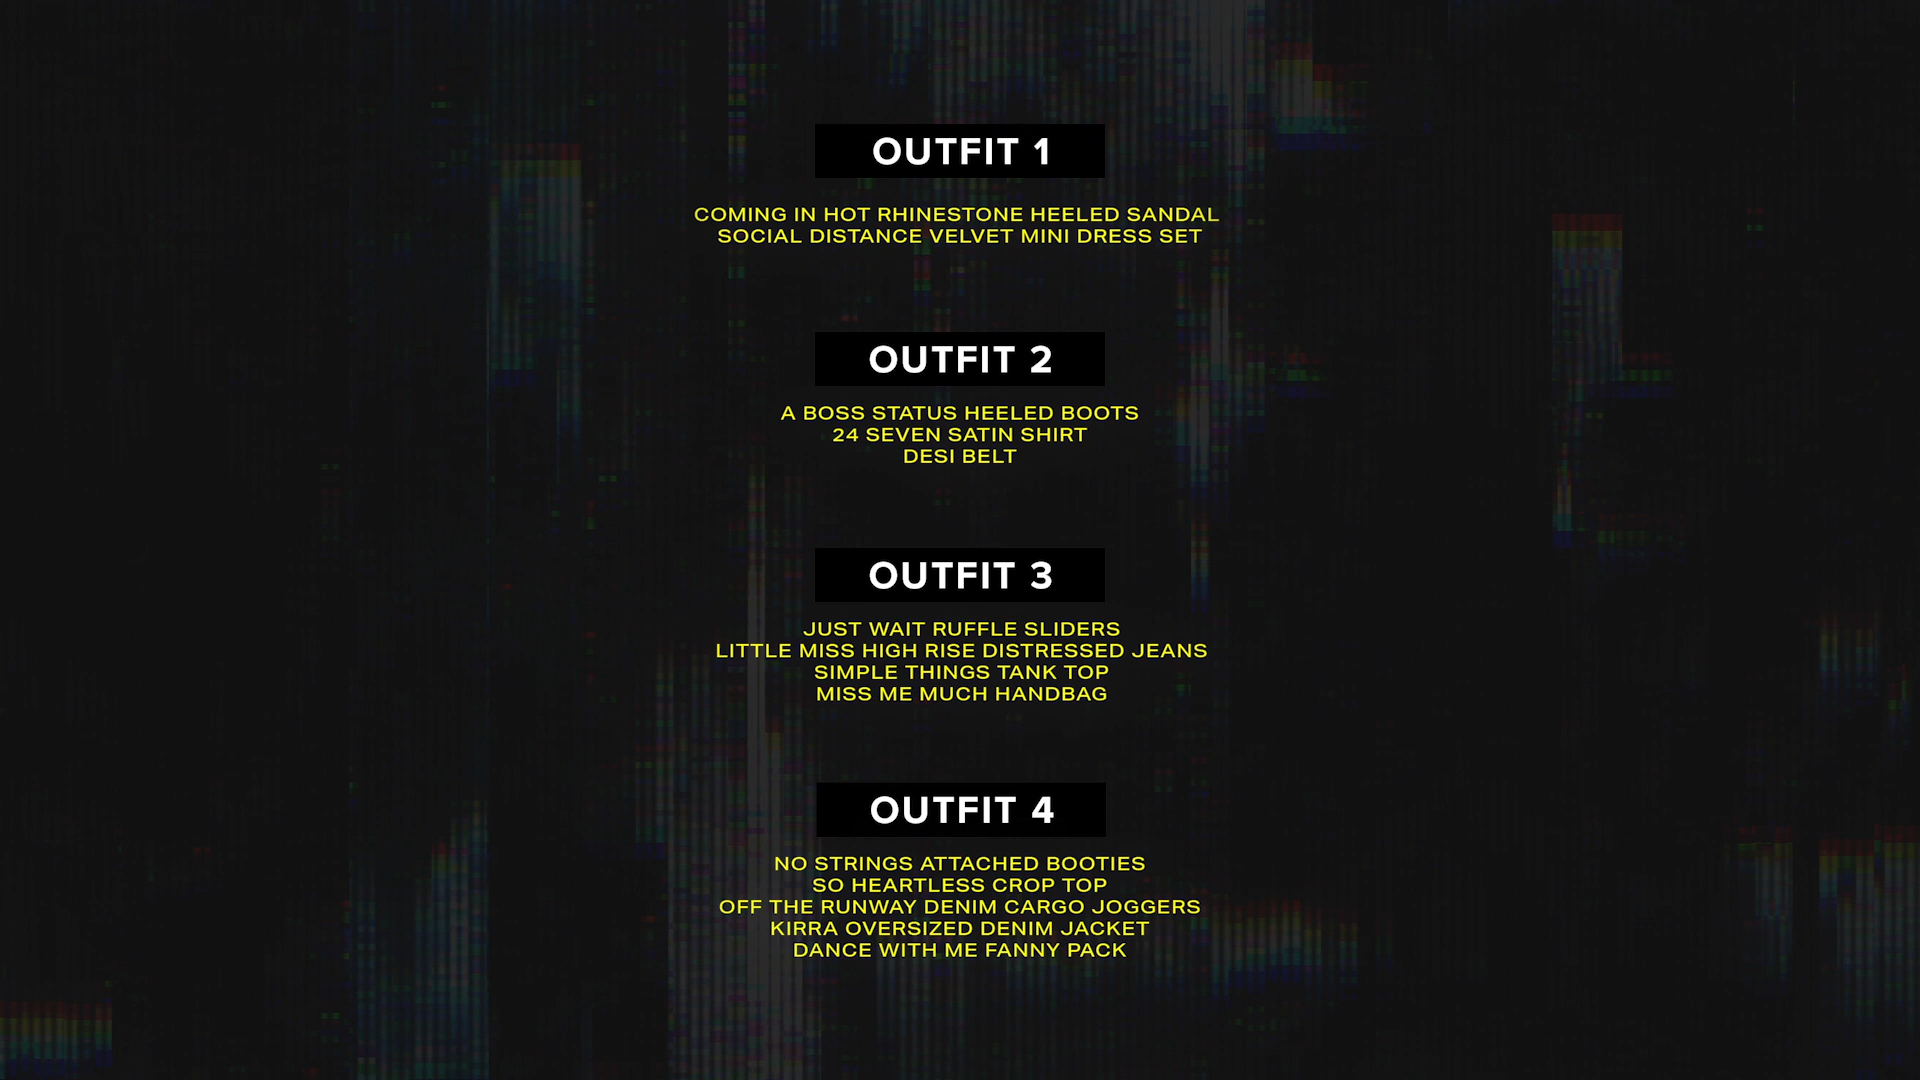 OUTFIT 1
COMING IN HOT RHINESTONE HEELED SANDAL
SOCIAL DISTANCE VELVET MINI DRESS SET
OUTFIT 2
A BOSS STATUS HEELED BOOTS
24 SEVEN SATIN SHIRT
DESI BELT
OUTFIT 3
JUST WAIT RUFFLE SLIDERS
LITTLE MISS HIGH RISE DISTRESSED JEANS
SIMPLE THINGS TANK TOP
MISS ME MUCH HANDBAG
OUTFIT 4
NO STRINGS ATTACHED BOOTIES
SO HEARTLESS CROP TOP
OFF THE RUNWAY DENIM CARGO JOGGERS
KIRRA OVERSIZED DENIM JACKET
DANCE WITH ME FANNY PACK